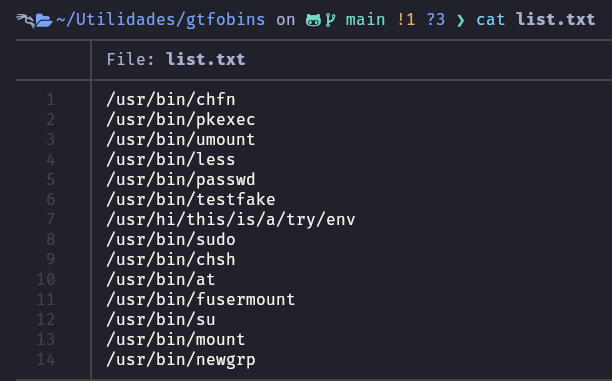 ~/Utilidades/gtfobins on main !1 ?3 ❯ cat list.txt
File: list.txt
1 /usr/bin/chfn
2 /usr/bin/pkexec
3 /usr/bin/umount
4 /usr/bin/less
5 /usr/bin/passwd
6 /usr/bin/testfake
7 /usr/hi/this/is/a/try/env
8 /usr/bin/sudo
9 /usr/bin/chsh
10 /usr/bin/at
11 /usr/bin/fusermount
12 /usr/bin/su
13 /usr/bin/mount
14 /usr/bin/newgrp